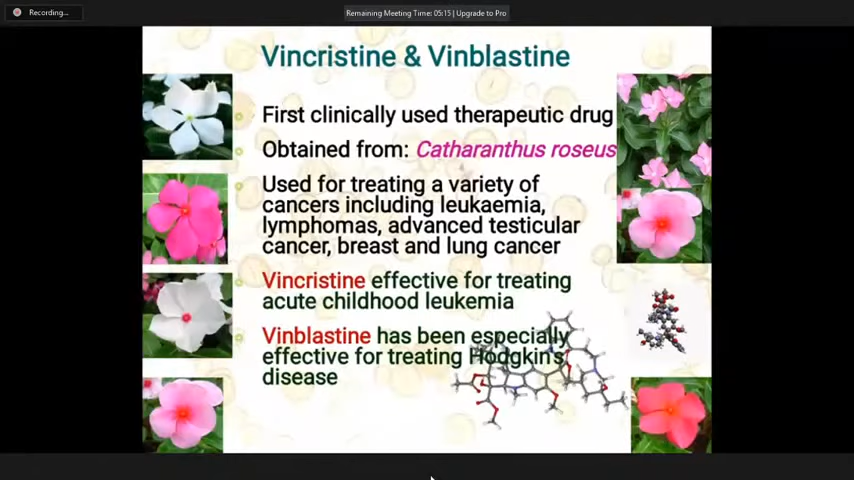 Recording...
Remaining Meeting Time: 05:15 | Upgrade to Pro
Vincristine & Vinblastine
First clinically used therapeutic drug
Obtained from: Catharanthus roseus
Used for treating a variety of
cancers including leukaemia,
lymphomas, advanced testicular
cancer, breast and lung cancer
Vincristine effective for treating
acute childhood leukemia
Vinblastine has been especially
effective for treating Hodgkin's
disease